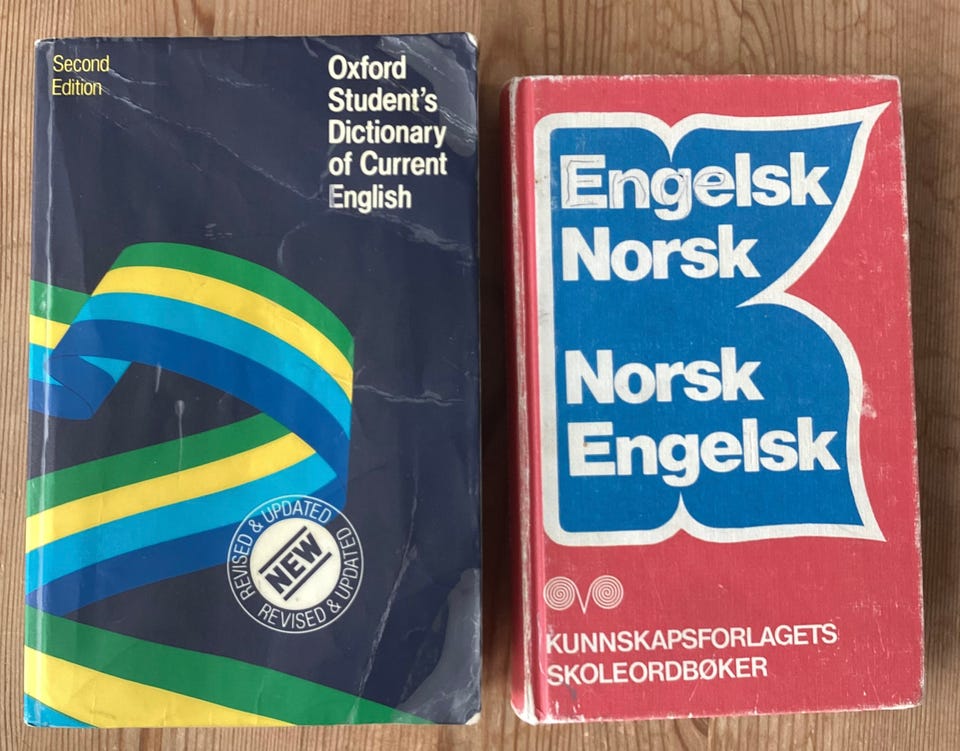 Second
Edition
Oxford
Student's
Dictionary
of Current
English
REVISED & UPDATED
NEW
REVISED & UPDATED
Engelsk
Norsk
Norsk
Engelsk
KUNNSKAPSFORLAGETS
SKOLEORDBØKER